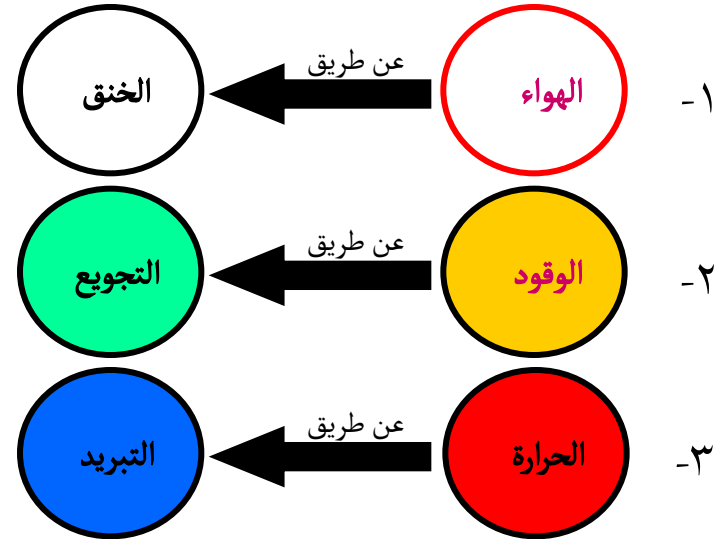 ١- الهواء عن طريق الخنق
٢- الوقود عن طريق التجويع
٣- الحرارة عن طريق التبريد